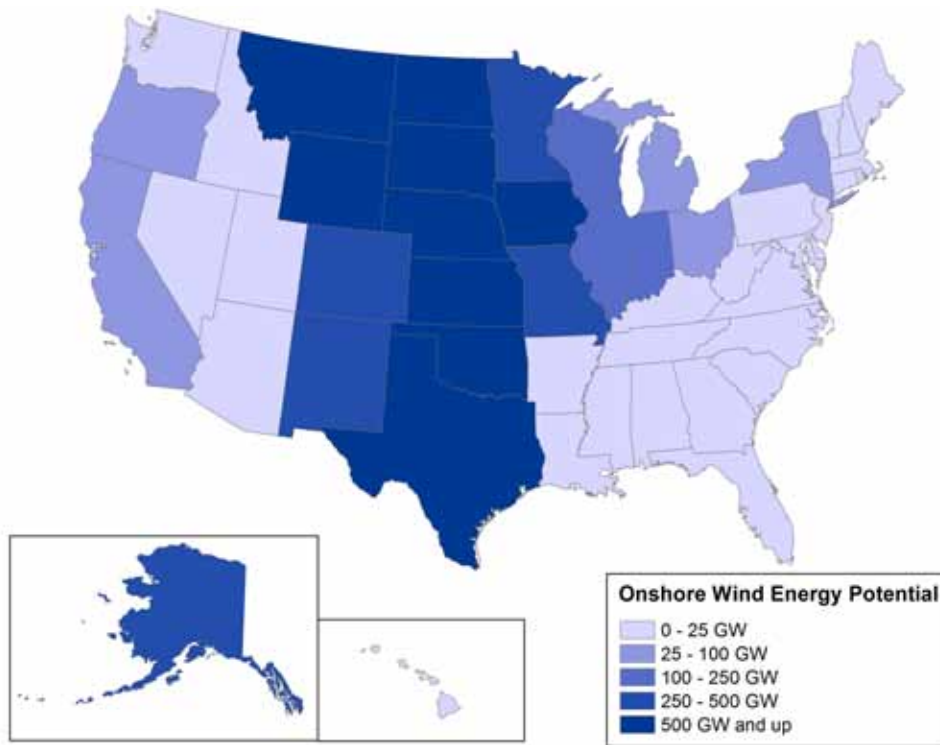 Onshore Wind Energy Potential
0 - 25 GW
25 - 100 GW
100 - 250 GW
250 - 500 GW
500 GW and up